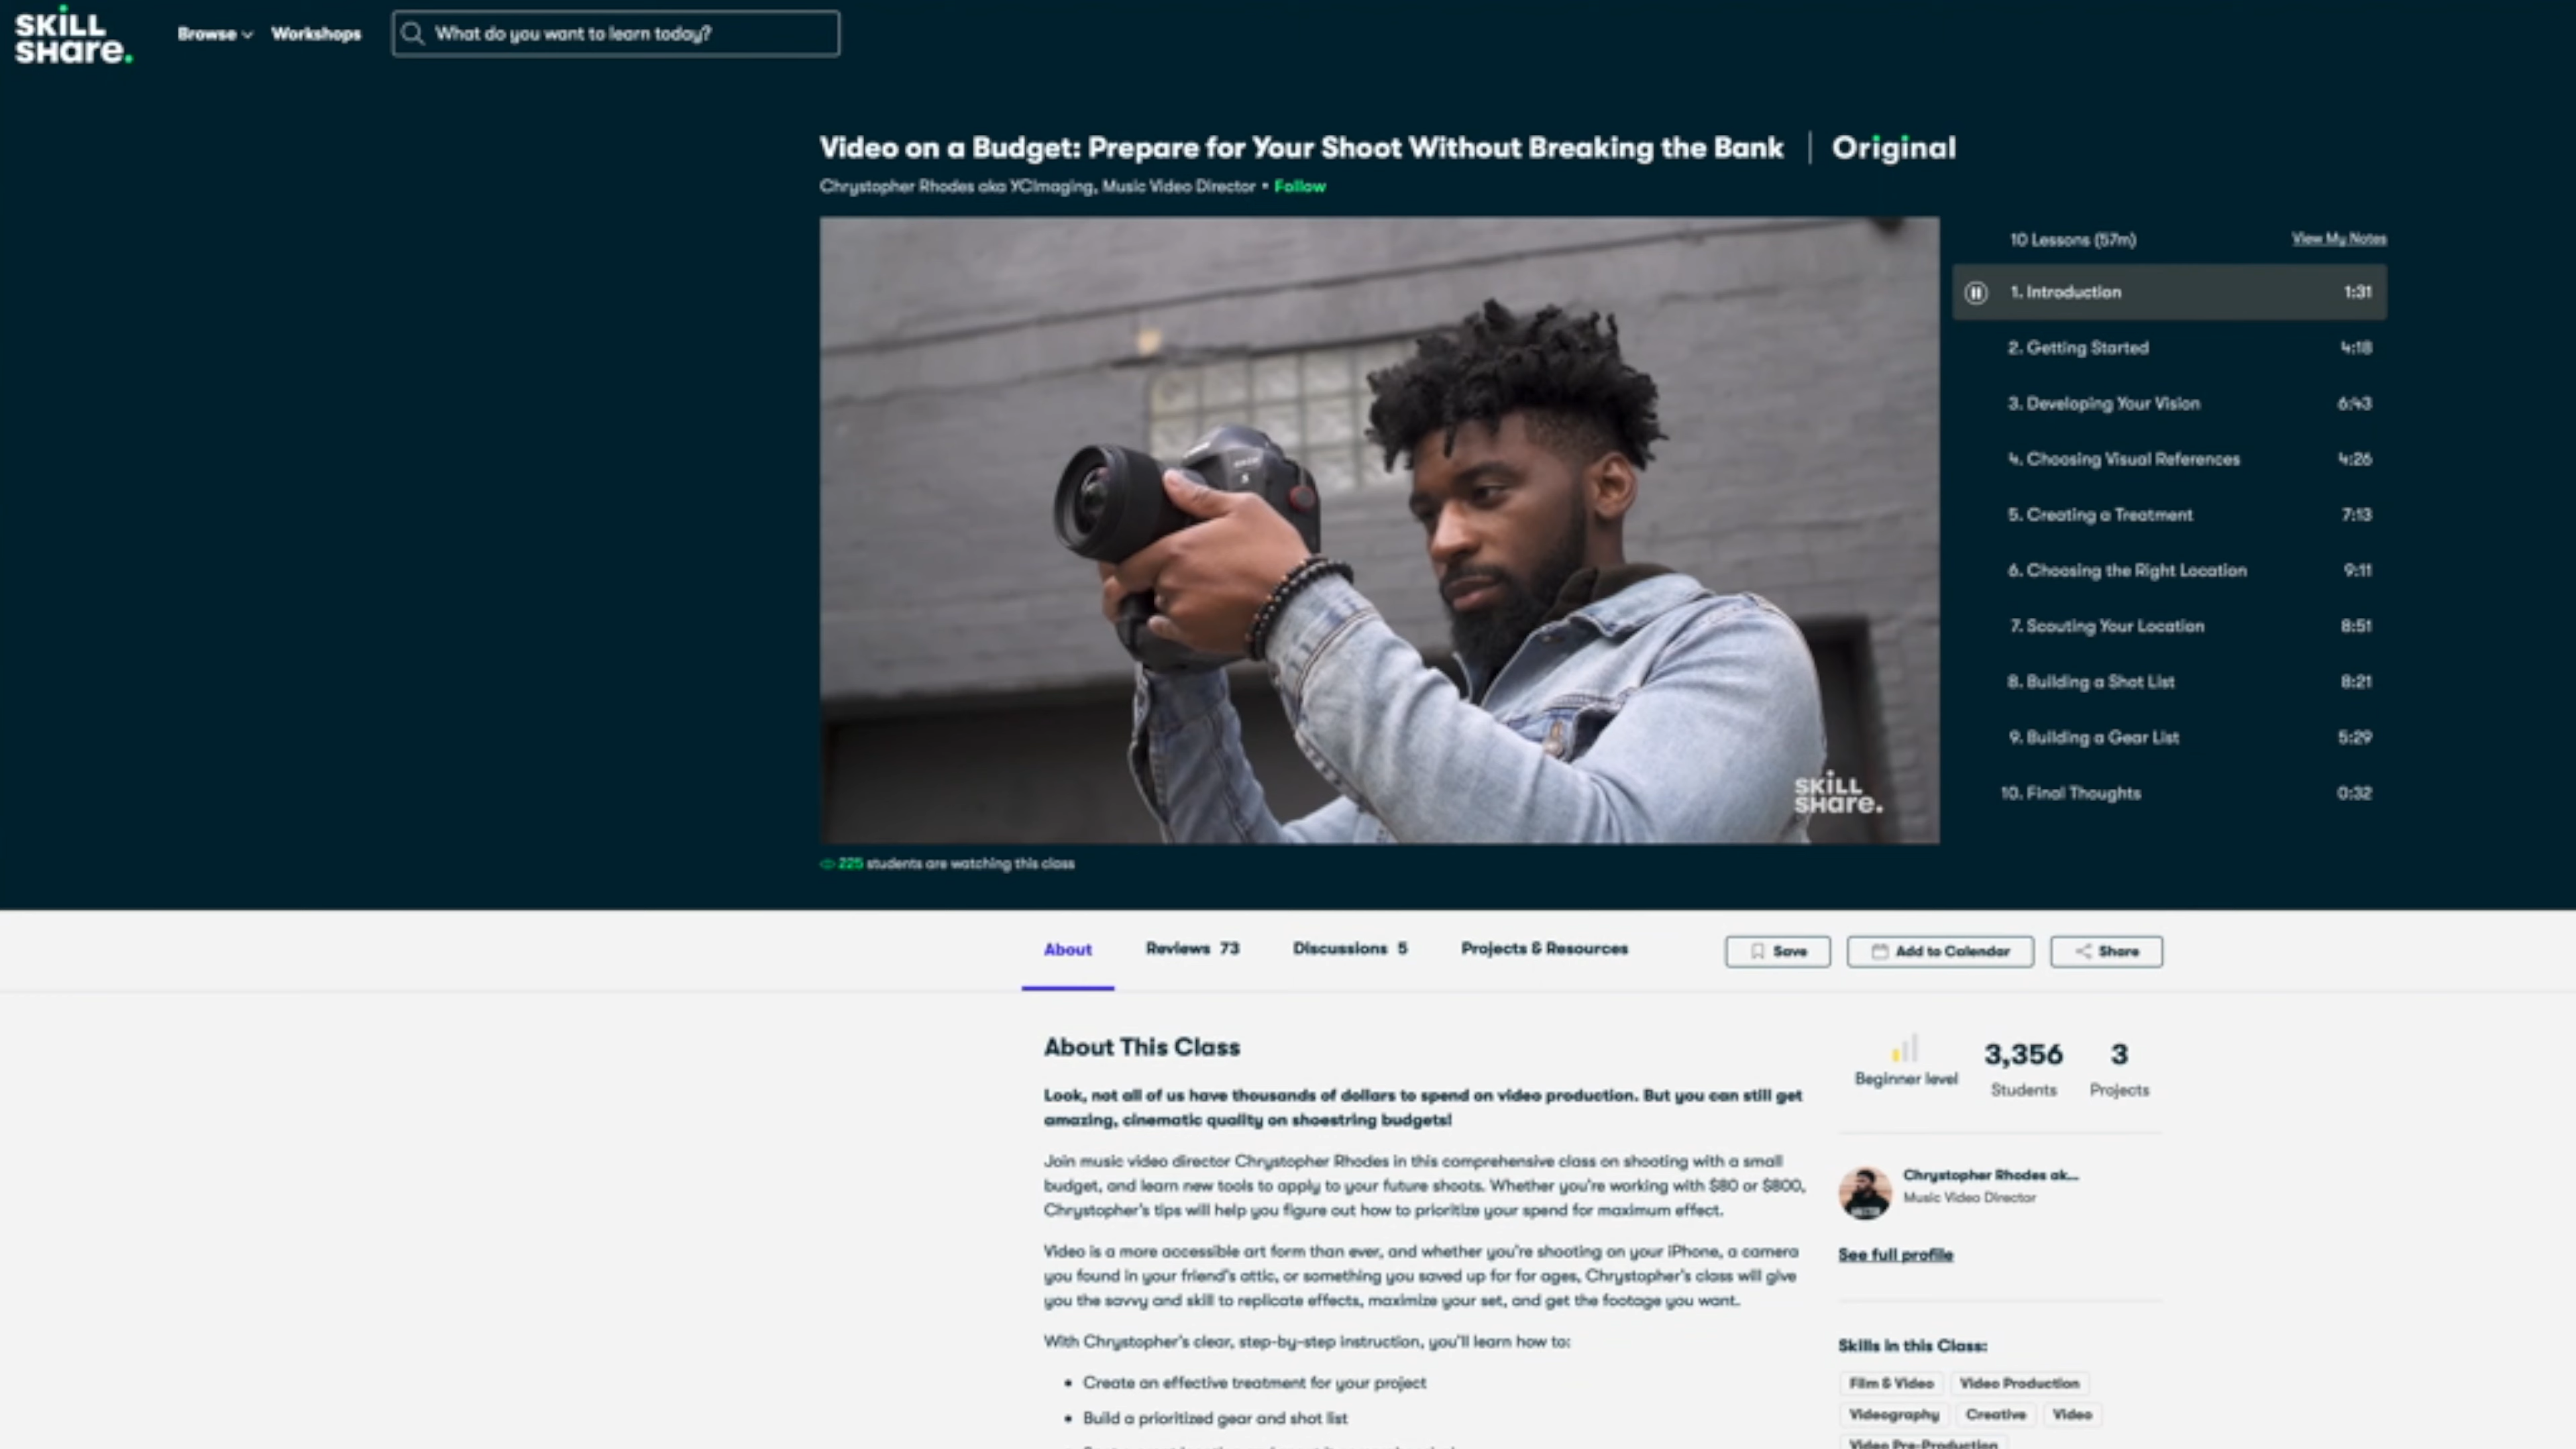 SKILL
SHare.
Browse
Workshops
What do you want to learn today?
Video on a Budget: Prepare for Your Shoot Without Breaking the Bank | Original
Chrystopher Rhodes aka YCImaging, Music Video Director • Follow
10 Lessons (57m)
View My Notes
1. Introduction 1:31
2. Getting Started 4:18
3. Developing Your Vision 6:43
4. Choosing Visual References 4:26
5. Creating a Treatment 7:13
6. Choosing the Right Location 9:11
7. Scouting Your Location 8:51
8. Building a Shot List 8:21
9. Building a Gear List 5:29
10. Final Thoughts 0:32
SKILL
SHare.
225 students are watching this class
About
Reviews 73
Discussions 5
Projects & Resources
Save
Add to Calendar
Share
About This Class
Look, not all of us have thousands of dollars to spend on video production. But you can still get
amazing, cinematic quality on shoestring budgets!
Join music video director Chrystopher Rhodes in this comprehensive class on shooting with a small
budget, and learn new tools to apply to your future shoots. Whether you're working with $80 or $800,
Chrystopher's tips will help you figure out how to prioritize your spend for maximum effect.
Video is a more accessible art form than ever, and whether you're shooting on your iPhone, a camera
you found in your friend's attic, or something you saved up for for ages, Chrystopher's class will give
you the savvy and skill to replicate effects, maximize your set, and get the footage you want.
With Chrystopher's clear, step-by-step instruction, you'll learn how to:
• Create an effective treatment for your project
• Build a prioritized gear and shot list
Beginner level
3,356
Students
3
Projects
Chrystopher Rhodes ak...
Music Video Director
See full profile
Skills in this Class:
Film & Video
Video Production
Videography
Creative
Video
Video Pre-Production